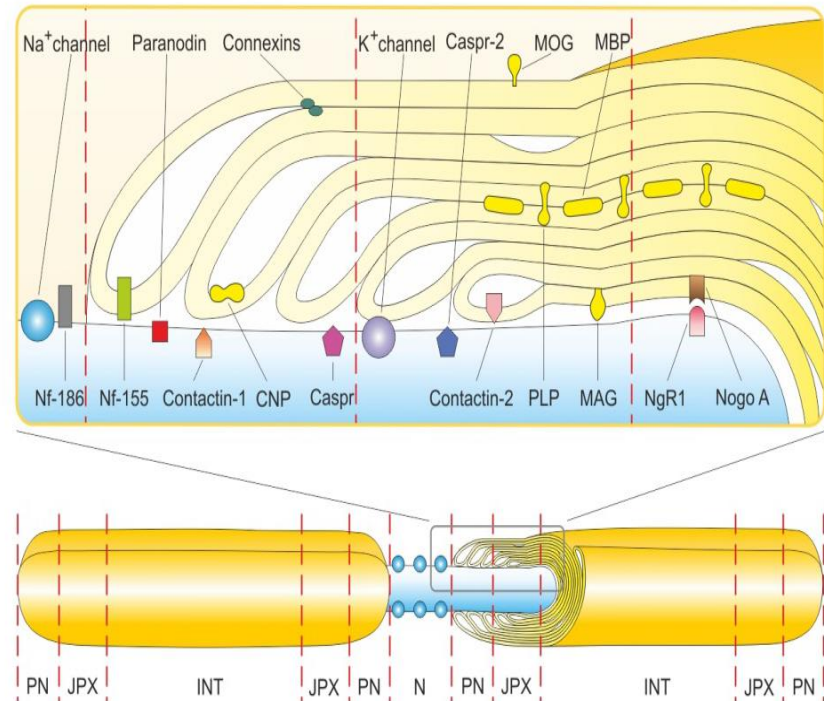 Na⁺channel Paranodin Connexins K⁺channel Caspr-2 MOG MBP
Nf-186 Nf-155 Contactin-1 CNP Caspr Contactin-2 PLP MAG NgR1 Nogo A
PN JPX INT JPX PN N PN JPX INT JPX PN